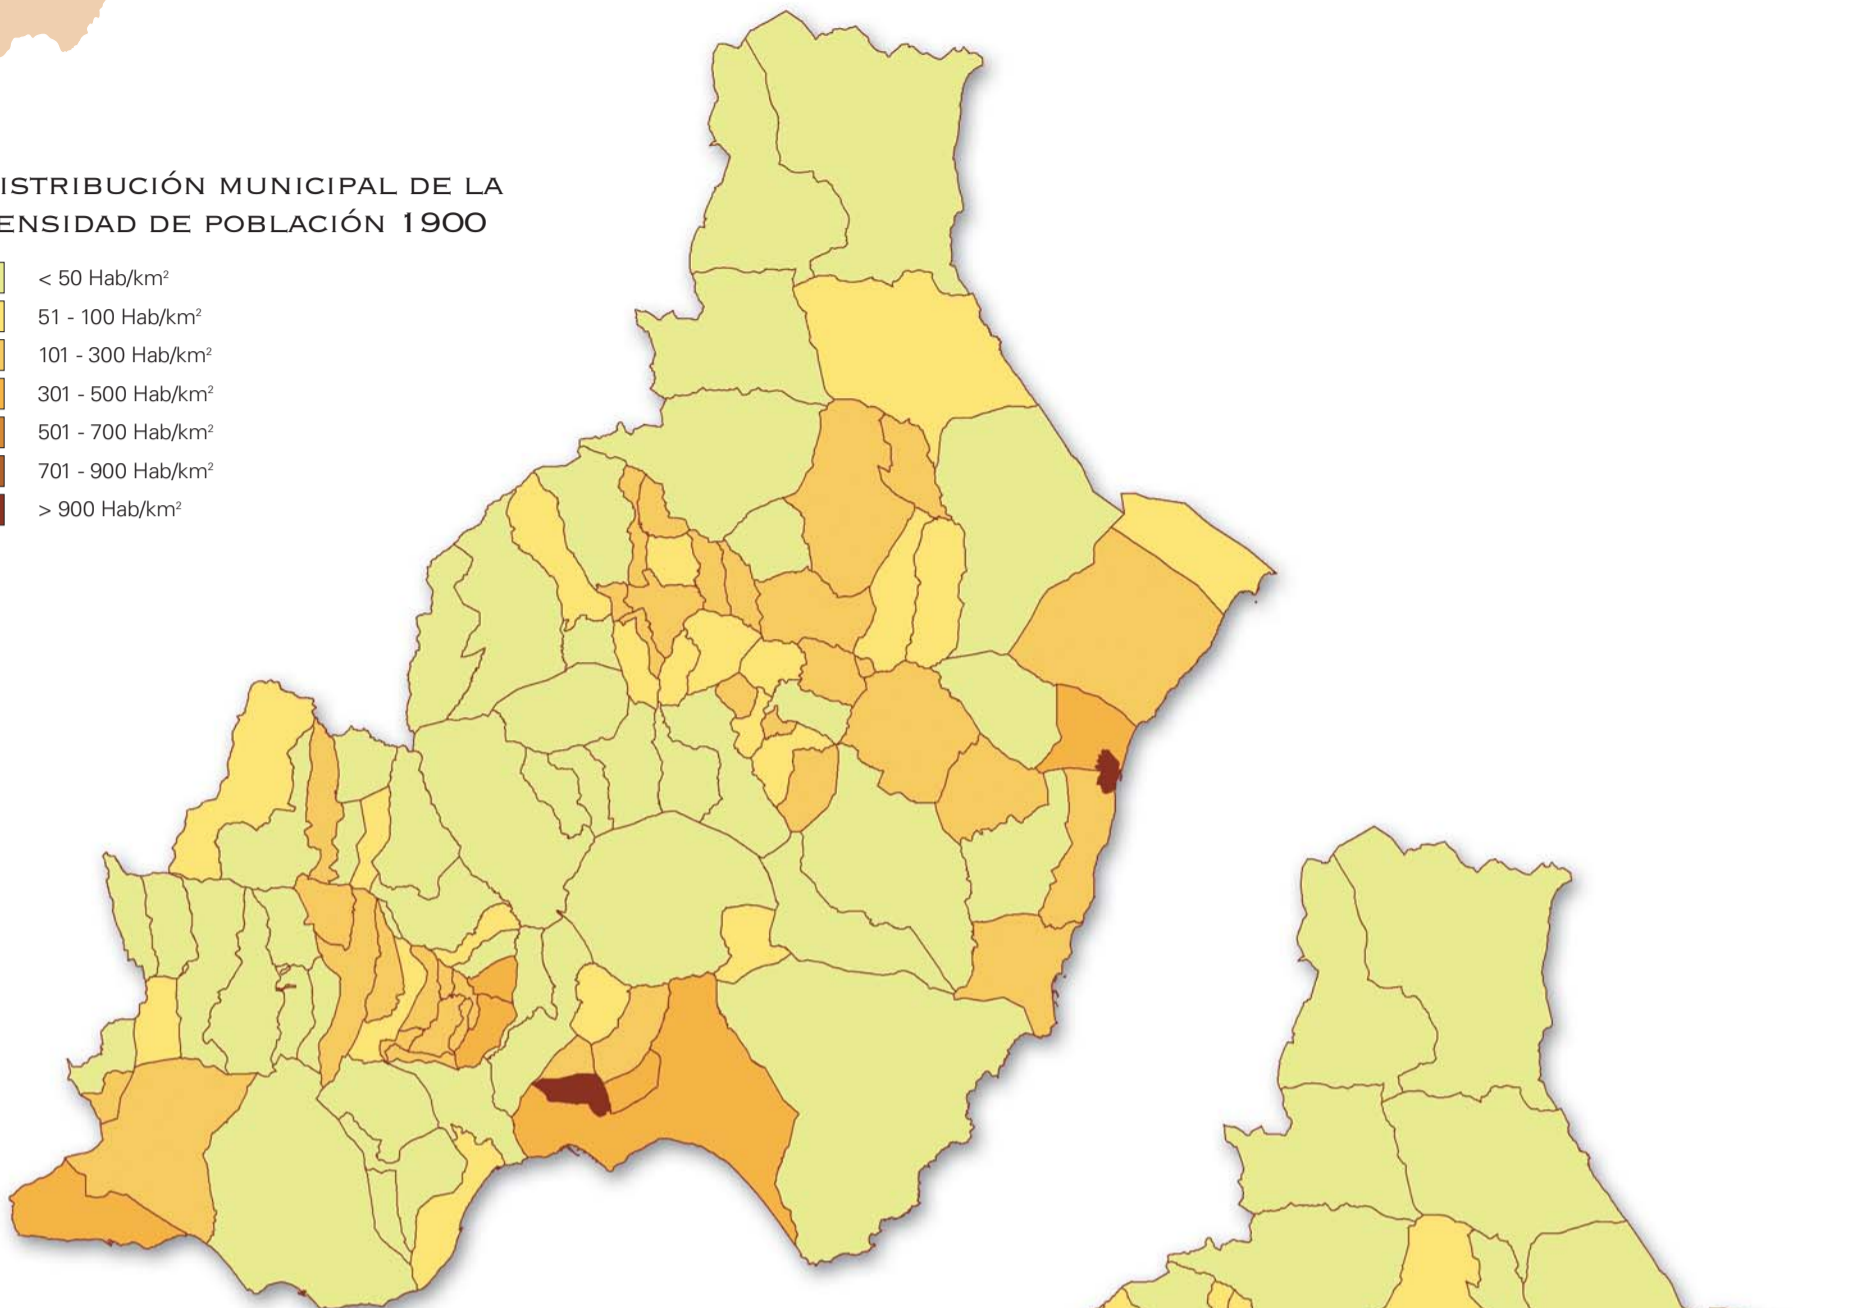 ISTRIBUCIÓN MUNICIPAL DE LA
ENSIDAD DE POBLACIÓN 1900
< 50 Hab/km²
51 - 100 Hab/km²
101 - 300 Hab/km²
301 - 500 Hab/km²
501 - 700 Hab/km²
701 - 900 Hab/km²
> 900 Hab/km²